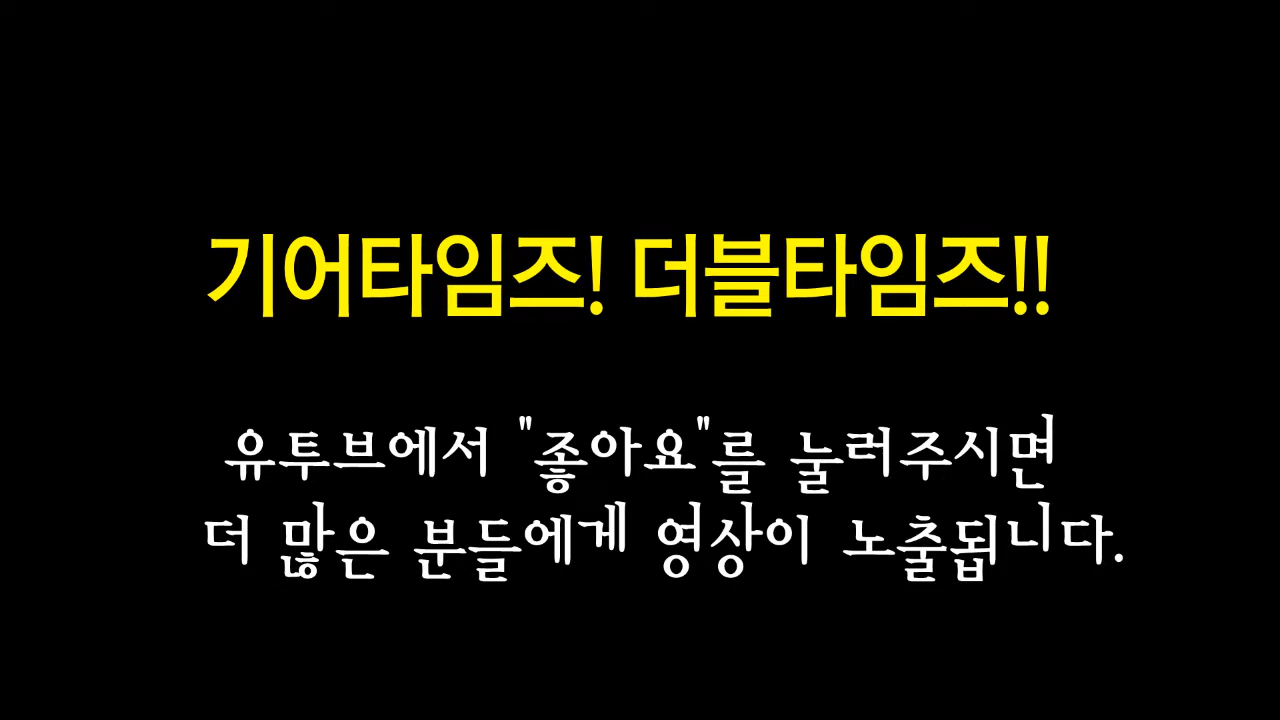 기어타임즈! 더블타임즈!!
유투브에서 "좋아요"를 눌러주시면
더 많은 분들에게 영상이 노출됩니다.